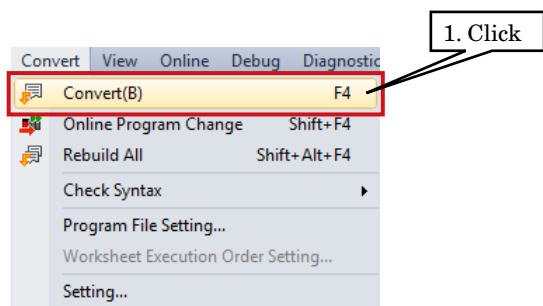 1. Click
Convert View Online Debug Diagnostic
Convert(B) F4
Online Program Change Shift+F4
Rebuild All Shift+Alt+F4
Check Syntax
Program File Setting...
Worksheet Execution Order Setting...
Setting...